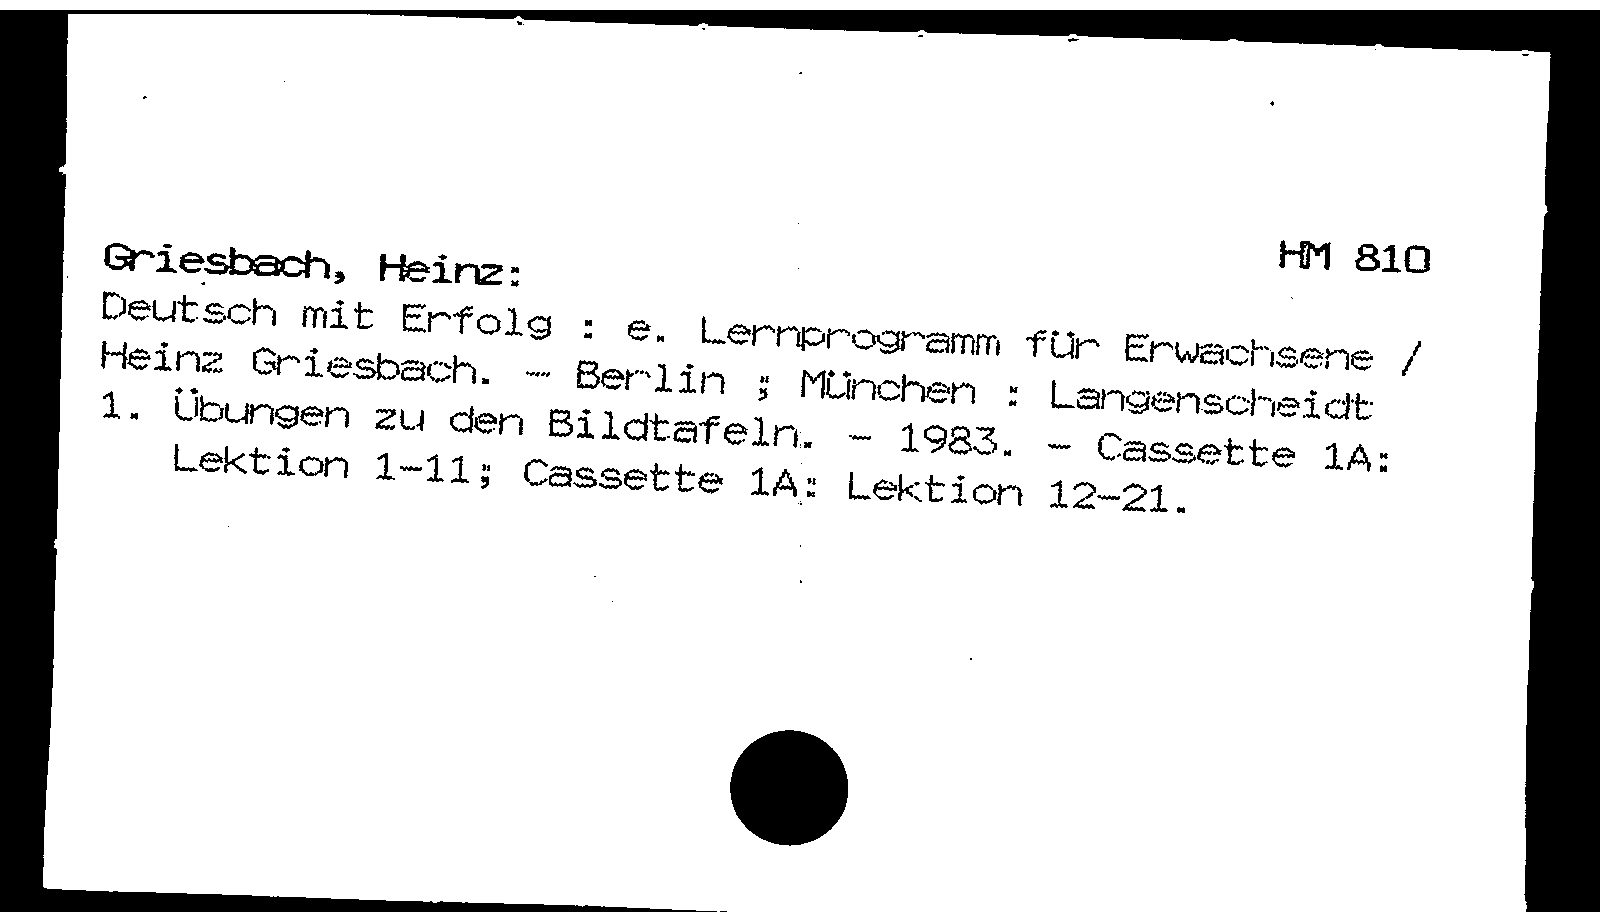 Griesbach, Heinz: HM 810
Deutsch mit Erfolg : e. Lernprogramm für Erwachsene /
Heinz Griesbach. - Berlin ; München : Langenscheidt
1. Übungen zu den Bildtafeln. - 1983. - Cassette 1A:
Lektion 1-11; Cassette 1A: Lektion 12-21.